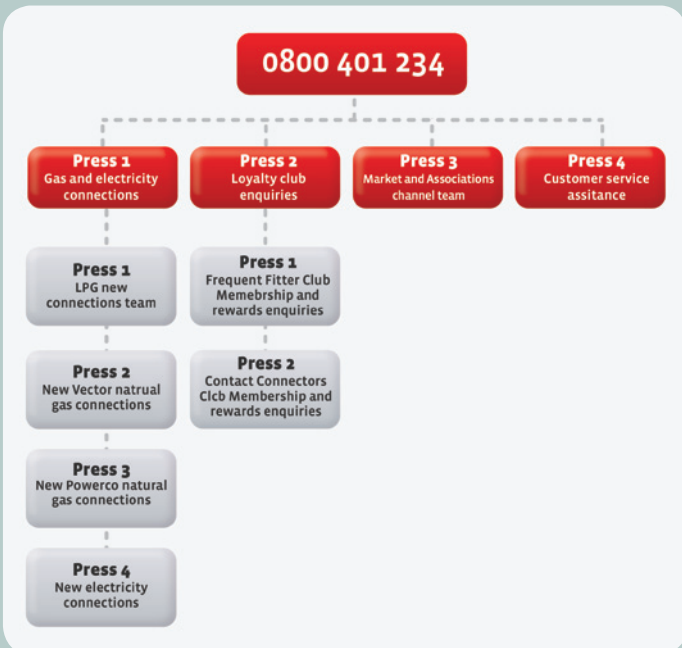 0800 401 234
Press 1
Gas and electricity
connections
Press 2
Loyalty club
enquiries
Press 3
Market and Associations
channel team
Press 4
Customer service
assitance
Press 1
LPG new
connections team
Press 2
New Vector natrual
gas connections
Press 3
New Powerco natural
gas connections
Press 4
New electricity
connections
Press 1
Frequent Fitter Club
Memebrship and
rewards enquiries
Press 2
Contact Connectors
Clcb Membership and
rewards enquiries